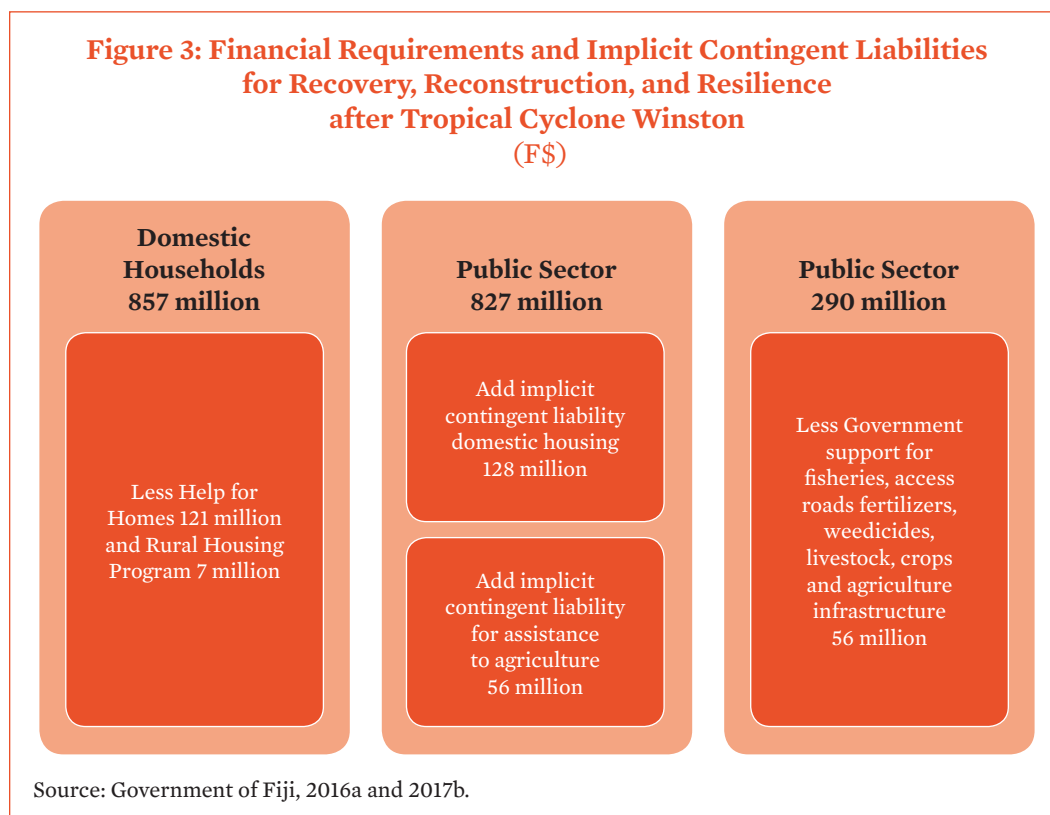 Figure 3: Financial Requirements and Implicit Contingent Liabilities
for Recovery, Reconstruction, and Resilience
after Tropical Cyclone Winston
(F$)
Domestic
Households
857 million
Less Help for
Homes 121 million
and Rural Housing
Program 7 million
Public Sector
827 million
Add implicit
contingent liability
domestic housing
128 million
Add implicit
contingent liability
for assistance
to agriculture
56 million
Public Sector
290 million
Less Government
support for
fisheries, access
roads fertilizers,
weedicides,
livestock, crops
and agriculture
infrastructure
56 million
Source: Government of Fiji, 2016a and 2017b.